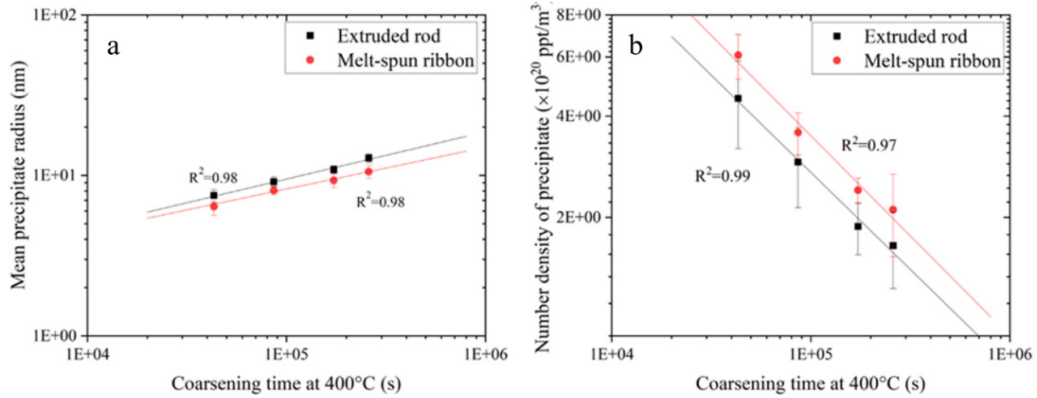 a
Extruded rod
Melt-spun ribbon
1E+02
1E+01
1E+00
Mean precipitate radius (nm)
R²=0.98
R²=0.98
1E+04
1E+05
1E+06
Coarsening time at 400°C (s)
b
Extruded rod
Melt-spun ribbon
8E+00
6E+00
4E+00
2E+00
Number density of precipitate (×10²⁰ ppt/m³
R²=0.97
R²=0.99
1E+04
1E+05
1E+06
Coarsening time at 400°C (s)